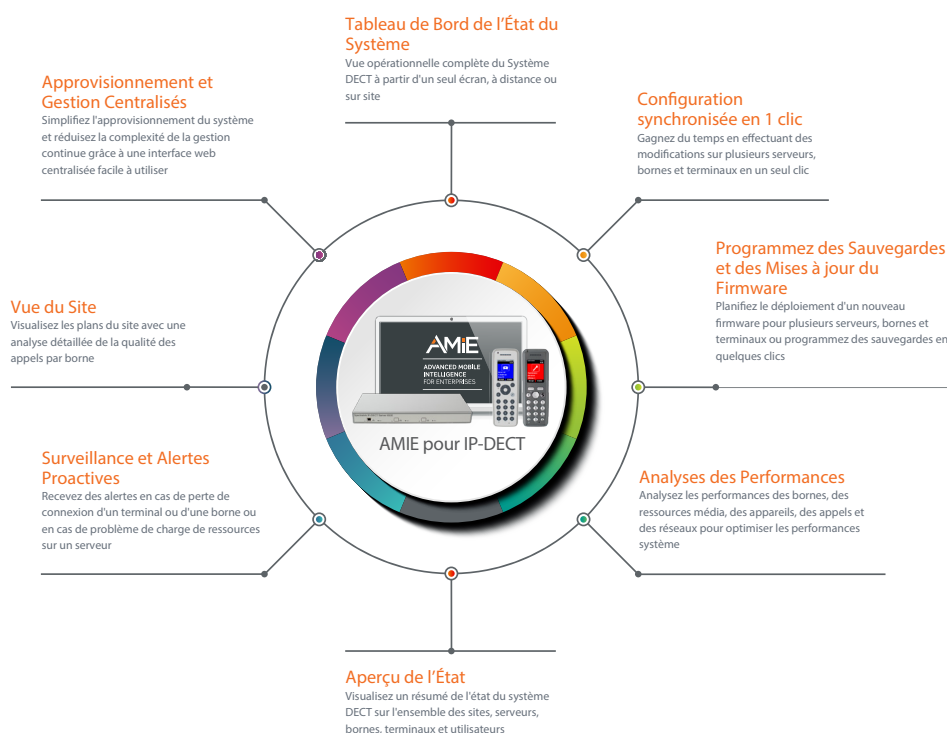 Tableau de Bord de l'État du
Système
Vue opérationnelle complète du Système
DECT à partir d'un seul écran, à distance ou
sur site
Approvisionnement et
Gestion Centralisés
Simplifiez l'approvisionnement du système
et réduisez la complexité de la gestion
continue grâce à une interface web
centralisée facile à utiliser
Configuration
synchronisée en 1 clic
Gagnez du temps en effectuant des
modifications sur plusieurs serveurs,
bornes et terminaux en un seul clic
Programmez des Sauvegardes
et des Mises à jour du
Firmware
Planifiez le déploiement d'un nouveau
firmware pour plusieurs serveurs, bornes et
terminaux ou programmez des sauvegardes en
quelques clics
Vue du Site
Visualisez les plans du site avec une
analyse détaillée de la qualité des
appels par borne
AMIE
ADVANCED MOBILE
INTELLIGENCE
FOR ENTERPRISES
AMIE pour IP-DECT
Surveillance et Alertes
Proactives
Recevez des alertes en cas de perte de
connexion d'un terminal ou d'une borne ou
en cas de problème de charge de ressources
sur un serveur
Analyses des Performances
Analysez les performances des bornes, des
ressources média, des appareils, des appels et
des réseaux pour optimiser les performances
système
Aperçu de l'État
Visualisez un résumé de l'état du système
DECT sur l'ensemble des sites, serveurs,
bornes, terminaux et utilisateurs